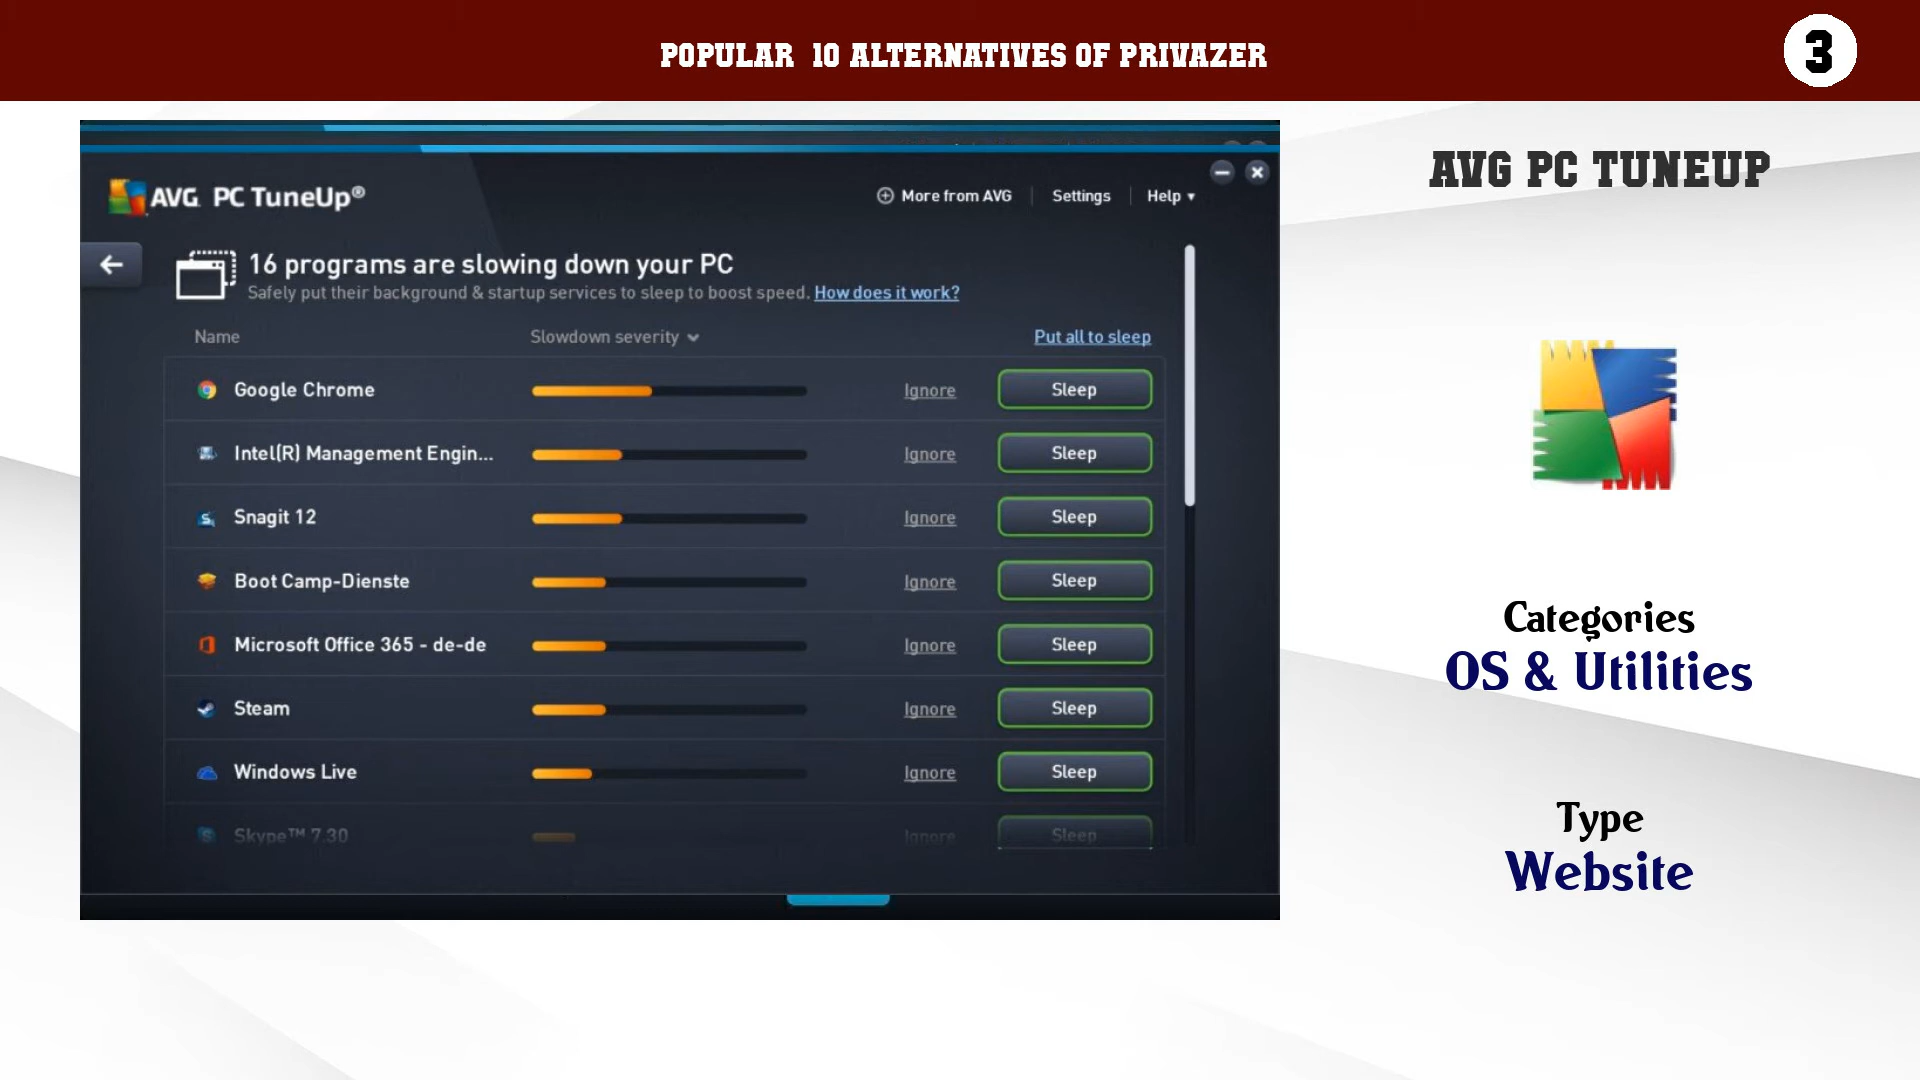 POPULAR 10 ALTERNATIVES OF PRIVAZER
3
AVG PC TuneUp®
More from AVG
Settings
Help
16 programs are slowing down your PC
Safely put their background & startup services to sleep to boost speed. How does it work?
Name
Slowdown severity
Put all to sleep
Google Chrome
Ignore
Sleep
Intel(R) Management Engin...
Ignore
Sleep
Snagit 12
Ignore
Sleep
Boot Camp-Dienste
Ignore
Sleep
Microsoft Office 365 - de-de
Ignore
Sleep
Steam
Ignore
Sleep
Windows Live
Ignore
Sleep
Skype™ 7.30
Ignore
Sleep
AVG PC TUNEUP
Categories
OS & Utilities
Type
Website